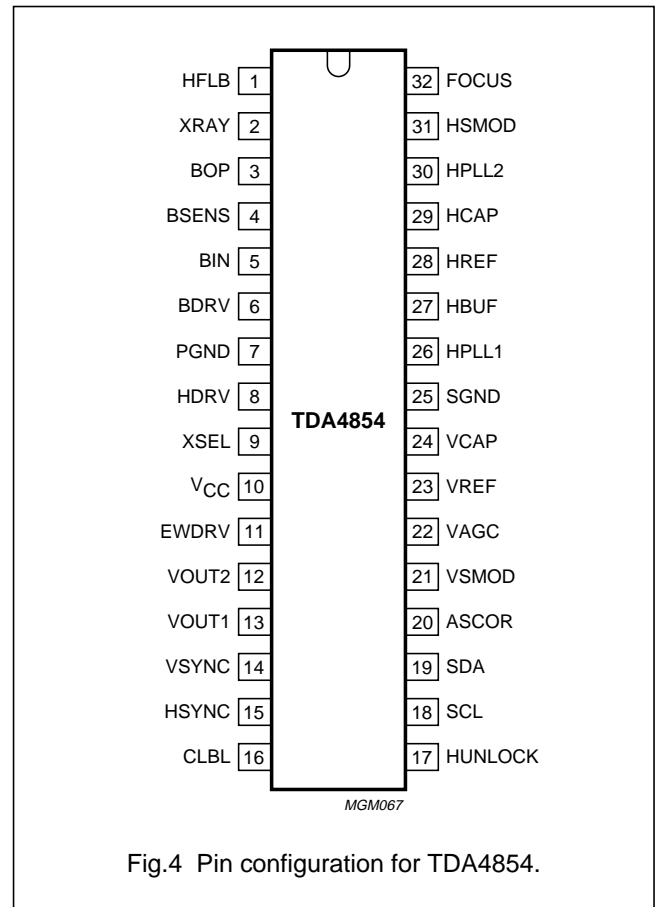 HFLB 1 32 FOCUS
XRAY 2 31 HSMOD
BOP 3 30 HPLL2
BSENS 4 29 HCAP
BIN 5 28 HREF
BDRV 6 27 HBUF
PGND 7 26 HPLL1
HDRV 8 25 SGND
TDA4854
XSEL 9 24 VCAP
VCC 10 23 VREF
EWDRV 11 22 VAGC
VOUT2 12 21 VSMOD
VOUT1 13 20 ASCOR
VSYNC 14 19 SDA
HSYNC 15 18 SCL
CLBL 16 17 HUNLOCK
MGM067
Fig.4 Pin configuration for TDA4854.